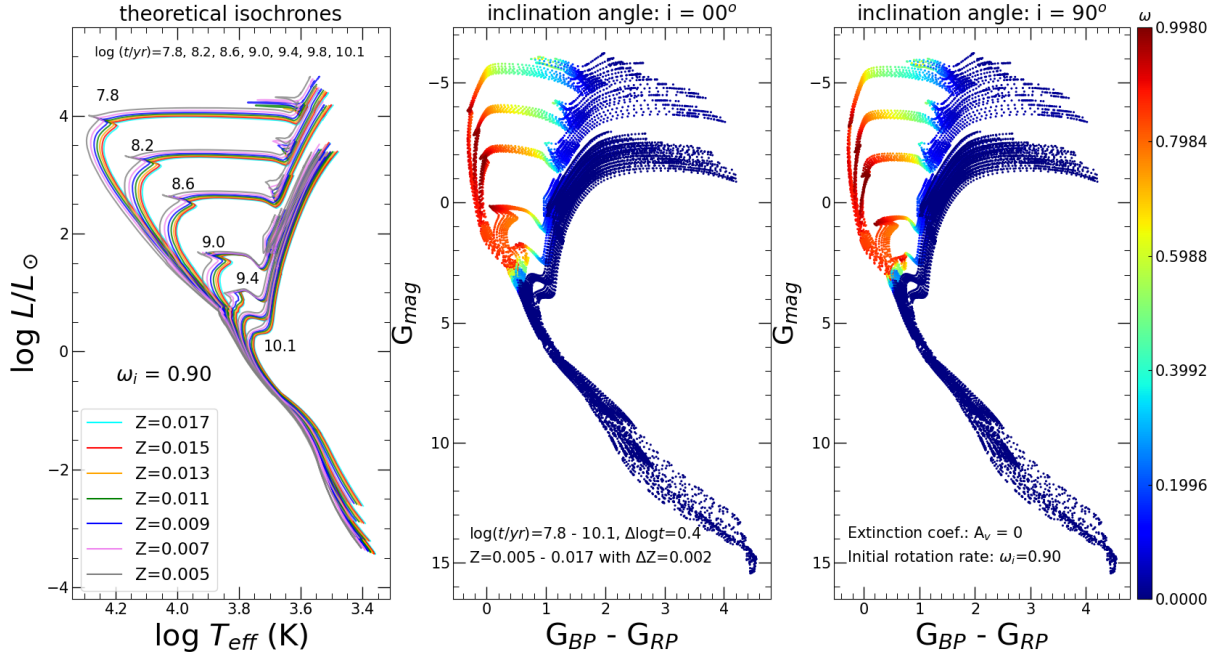 theoretical isochrones
log (t/yr)=7.8, 8.2, 8.6, 9.0, 9.4, 9.8, 10.1
7.8
8.2
8.6
9.0
9.4
10.1
ω_i = 0.90
Z=0.017
Z=0.015
Z=0.013
Z=0.011
Z=0.009
Z=0.007
Z=0.005
log L/L_⊙
4
2
0
−2
−4
4.2 4.0 3.8 3.6 3.4
log T_eff (K)
inclination angle: i = 00^o
G_mag
−5
0
5
10
15
log(t/yr)=7.8 - 10.1, Δlogt=0.4
Z=0.005 - 0.017 with ΔZ=0.002
0 1 2 3 4
G_BP - G_RP
inclination angle: i = 90^o
G_mag
−5
0
5
10
15
Extinction coef.: A_v = 0
Initial rotation rate: ω_i=0.90
0 1 2 3 4
G_BP - G_RP
ω
0.9980
0.7984
0.5988
0.3992
0.1996
0.0000